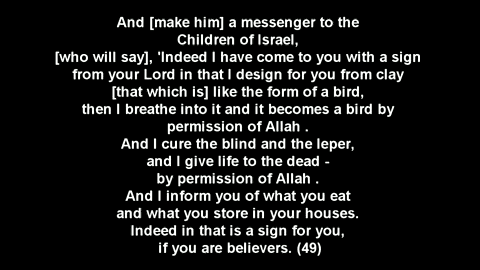 And [make him] a messenger to the
Children of Israel,
[who will say], 'Indeed I have come to you with a sign
from your Lord in that I design for you from clay
[that which is] like the form of a bird,
then I breathe into it and it becomes a bird by
permission of Allah .
And I cure the blind and the leper,
and I give life to the dead -
by permission of Allah .
And I inform you of what you eat
and what you store in your houses.
Indeed in that is a sign for you,
if you are believers. (49)